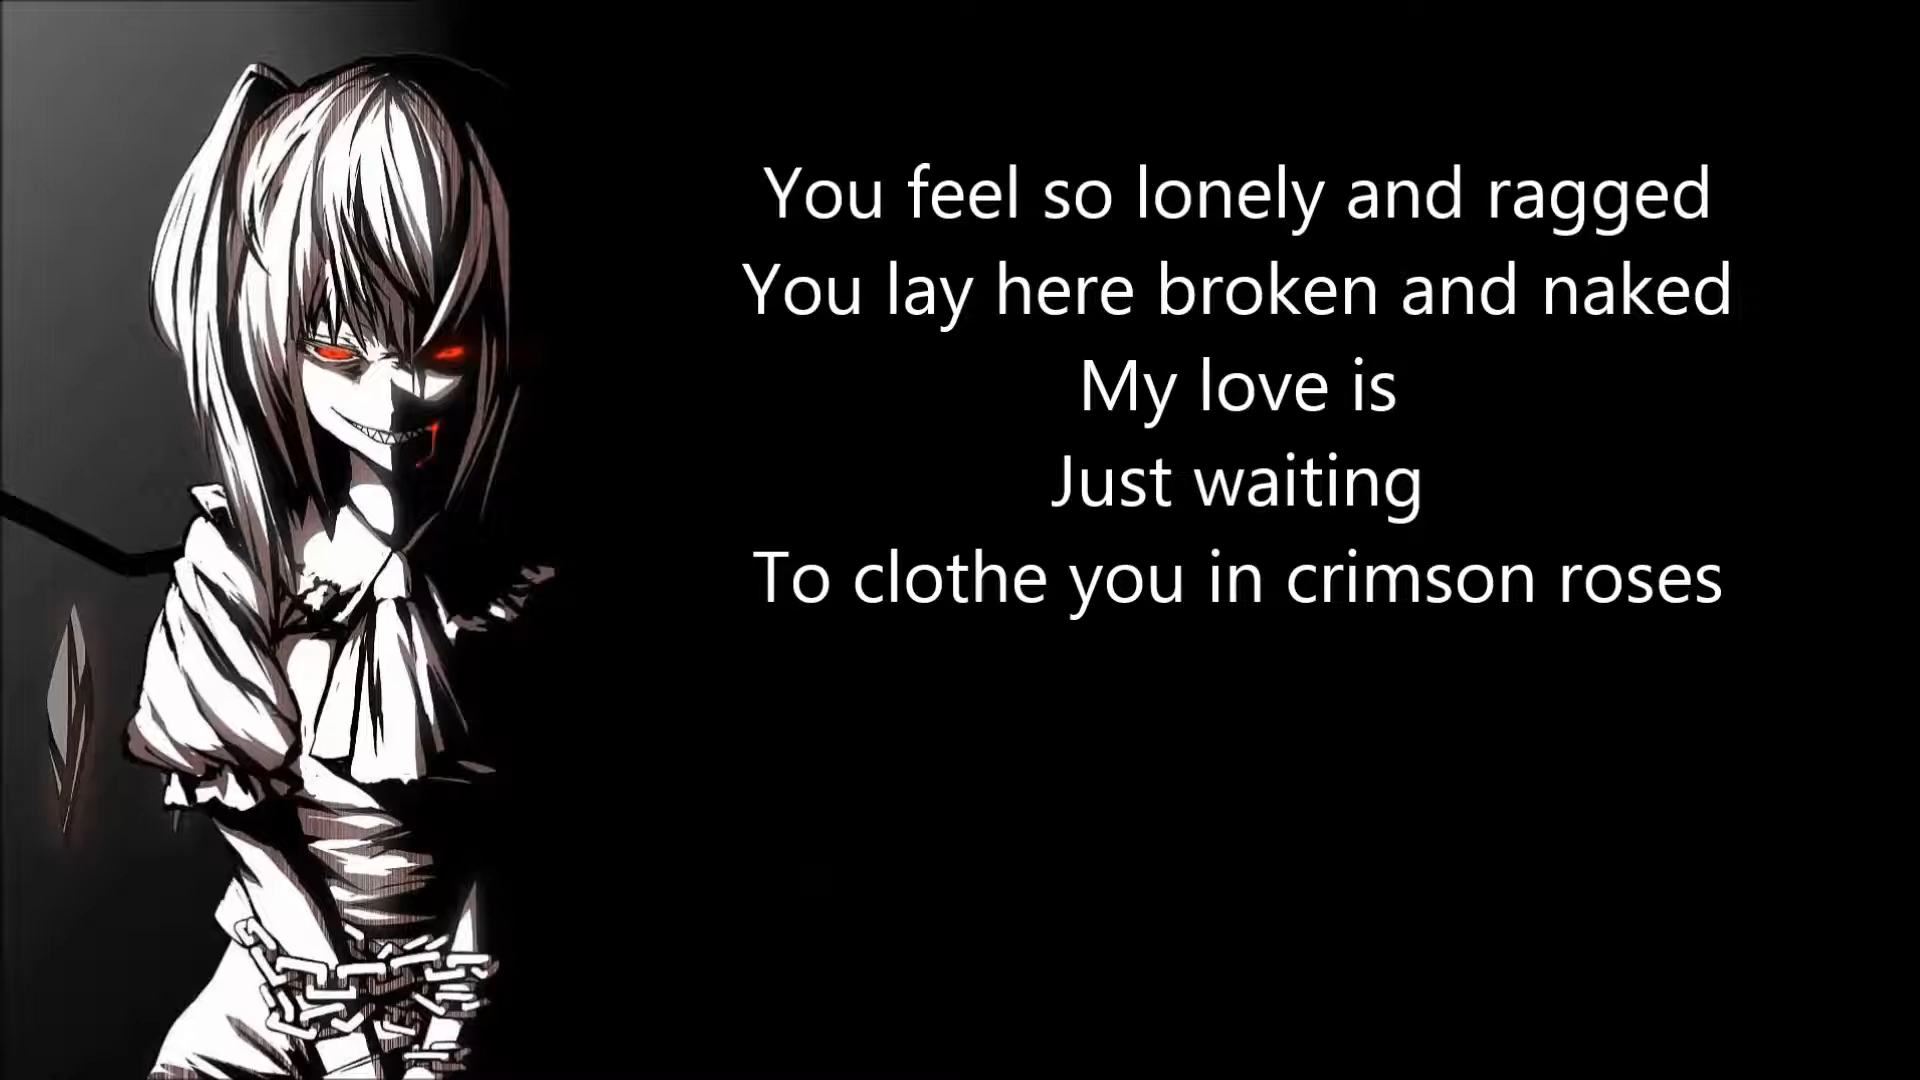 You feel so lonely and ragged
You lay here broken and naked
My love is
Just waiting
To clothe you in crimson roses